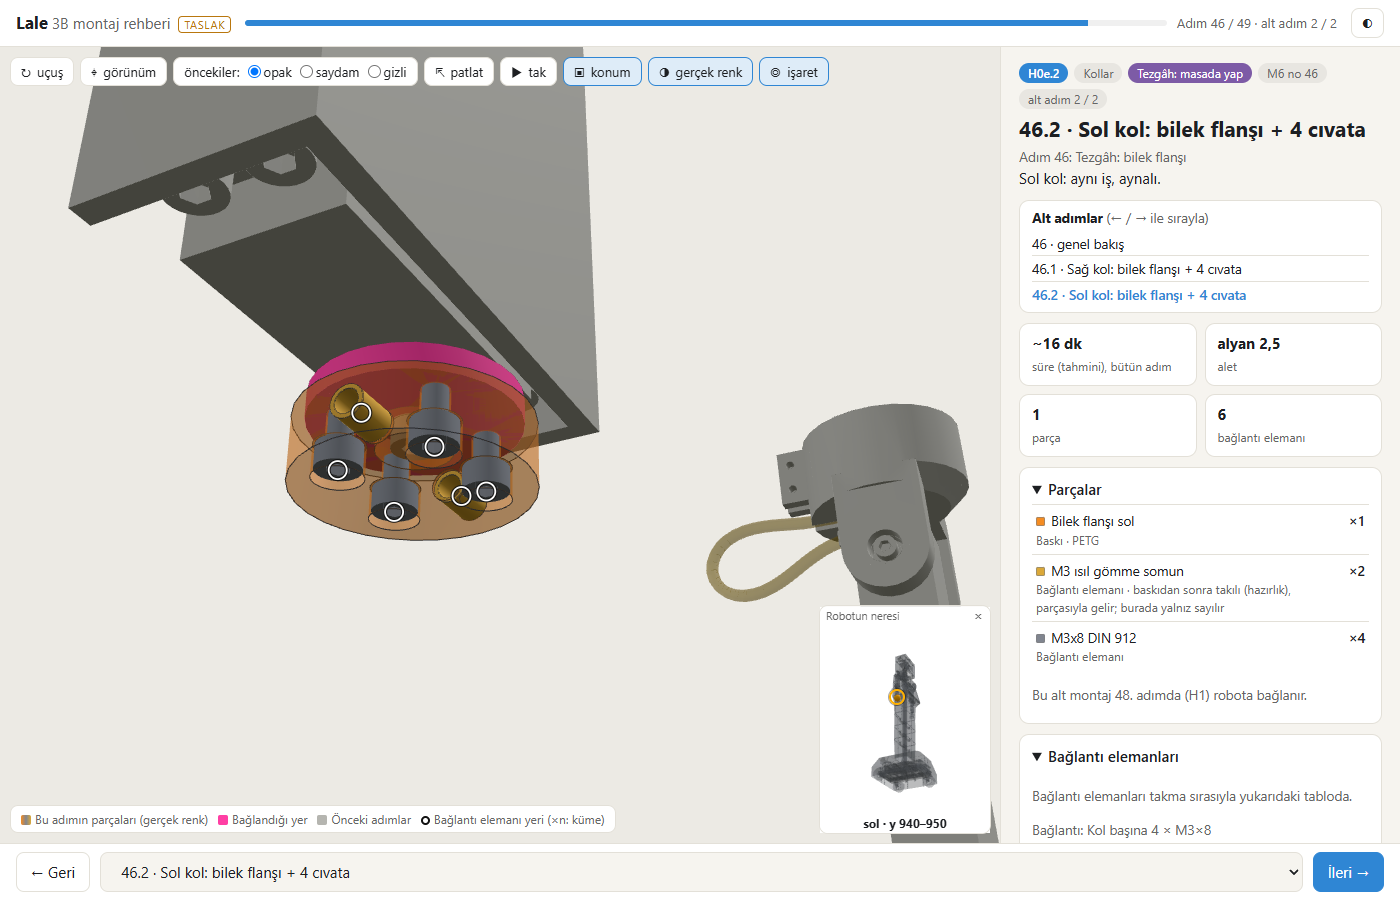 Lale 3B montaj rehberi TASLAK
Adım 46 / 49 · alt adım 2 / 2
↻ uçuş
⌖ görünüm
öncekiler: opak saydam gizli
↸ patlat
▶ tak
▣ konum
◑ gerçek renk
◎ işaret
H0e.2
Kollar
Tezgâh: masada yap
M6 no 46
alt adım 2 / 2
46.2 · Sol kol: bilek flanşı + 4 cıvata
Adım 46: Tezgâh: bilek flanşı
Sol kol: aynı iş, aynalı.
Alt adımlar (← / → ile sırayla)
46 · genel bakış
46.1 · Sağ kol: bilek flanşı + 4 cıvata
46.2 · Sol kol: bilek flanşı + 4 cıvata
~16 dk
süre (tahmini), bütün adım
alyan 2,5
alet
1
parça
6
bağlantı elemanı
▼ Parçalar
Bilek flanşı sol ×1
Baskı · PETG
M3 ısıl gömme somun ×2
Bağlantı elemanı · baskıdan sonra takılı (hazırlık),
parçasıyla gelir; burada yalnız sayılır
M3x8 DIN 912 ×4
Bağlantı elemanı
Bu alt montaj 48. adımda (H1) robota bağlanır.
▼ Bağlantı elemanları
Bağlantı elemanları takma sırasıyla yukarıdaki tabloda.
Bağlantı: Kol başına 4 × M3×8
Robotun neresi ×
sol · y 940–950
Bu adımın parçaları (gerçek renk)
Bağlandığı yer
Önceki adımlar
Bağlantı elemanı yeri (×n: küme)
← Geri
46.2 · Sol kol: bilek flanşı + 4 cıvata
İleri →